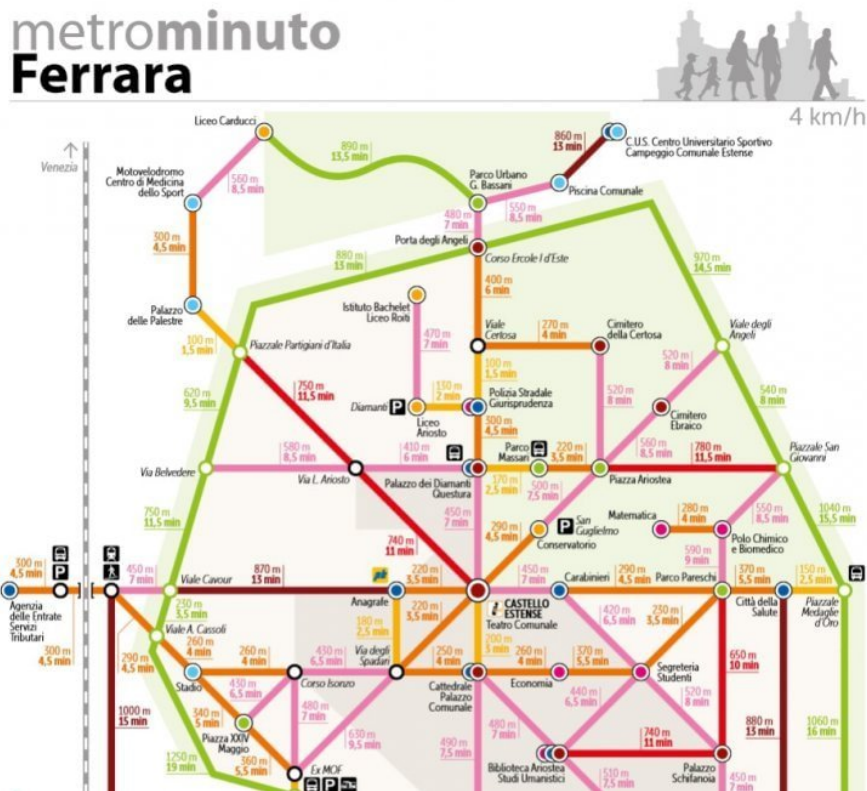 metrominuto
Ferrara
4 km/h
Liceo Carducci
890 m
13,5 min
860 m
13 min
C.U.S. Centro Universitario Sportivo
Campeggio Comunale Estense
Venezia
Motovelodromo
Centro di Medicina
dello Sport
560 m
8,5 min
Parco Urbano
G. Bassani
Piscina Comunale
550 m
8,5 min
480 m
7 min
300 m
4,5 min
880 m
13 min
Porta degli Angeli
Corso Ercole I d'Este
970 m
14,5 min
400 m
6 min
Palazzo
delle Palestre
Istituto Bachelet
Liceo Roiti
Viale
Certosa
270 m
4 min
Cimitero
della Certosa
Viale degli
Angeli
100 m
1,5 min
Piazzale Partigiani d'Italia
470 m
7 min
520 m
8 min
100 m
1,5 min
750 m
11,5 min
620 m
9,5 min
130 m
2 min
Polizia Stradale
Giurisprudenza
520 m
8 min
540 m
8 min
Diamanti
P
Liceo
Ariosto
300 m
4,5 min
Cimitero
Ebraico
580 m
8,5 min
410 m
6 min
Parco
Massari
220 m
3,5 min
560 m
8,5 min
780 m
11,5 min
Piazzale San
Giovanni
Via Belvedere
Via L. Ariosto
Palazzo dei Diamanti
Questura
170 m
2,5 min
500 m
7,5 min
Piazza Ariostea
750 m
11,5 min
450 m
7 min
P
San
Guglielmo
Matematica
280 m
4 min
550 m
8,5 min
1040 m
15,5 min
740 m
11 min
290 m
4,5 min
Conservatorio
590 m
9 min
Polo Chimico
e Biomedico
300 m
4,5 min
P
450 m
7 min
Viale Cavour
870 m
13 min
220 m
3,5 min
450 m
7 min
Carabinieri
290 m
4,5 min
Parco Pareschi
370 m
5,5 min
150 m
2,5 min
Agenzia
delle Entrate
Servizi
Tributari
230 m
3,5 min
Anagrafe
220 m
3,5 min
CASTELLO
ESTENSE
Teatro Comunale
420 m
6,5 min
230 m
3,5 min
Città della
Salute
Piazzale
Medaglie
d'Oro
Viale A. Cassoli
180 m
2,5 min
200 m
3 min
300 m
4,5 min
290 m
4,5 min
260 m
4 min
260 m
4 min
430 m
6,5 min
Via degli
Spadari
250 m
4 min
260 m
4 min
370 m
5,5 min
650 m
10 min
Stadio
430 m
6,5 min
Corso Isonzo
Cattedrale
Palazzo
Comunale
Economia
Segreteria
Studenti
440 m
6,5 min
520 m
8 min
1000 m
15 min
340 m
5 min
480 m
7 min
480 m
7 min
880 m
13 min
1060 m
16 min
Piazza XXIV
Maggio
630 m
9,5 min
490 m
7,5 min
740 m
11 min
1250 m
19 min
360 m
5,5 min
Ex MOF
P
Biblioteca Ariostea
Studi Umanistici
510 m
7,5 min
Palazzo
Schifanoia
450 m
7 min